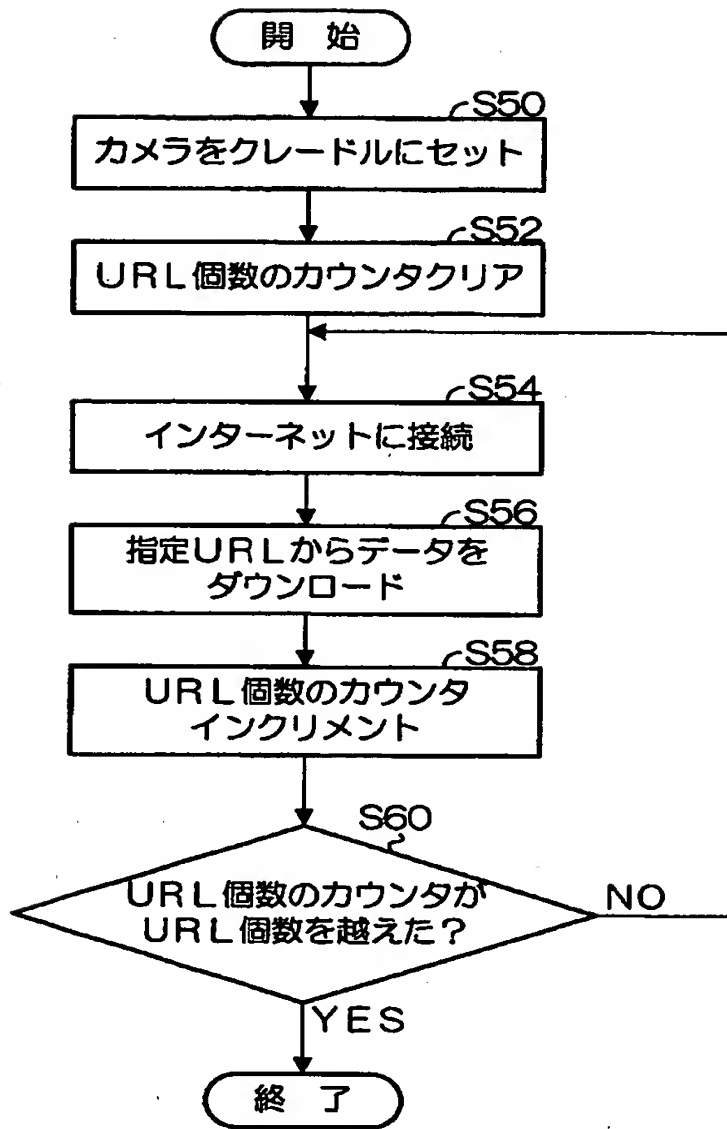 開 始
S50
カメラをクレードルにセット
S52
URL個数のカウンタクリア
S54
インターネットに接続
S56
指定URLからデータを
ダウンロード
S58
URL個数のカウンタ
インクリメント
S60
URL個数のカウンタが
URL個数を越えた?
NO
YES
終 了